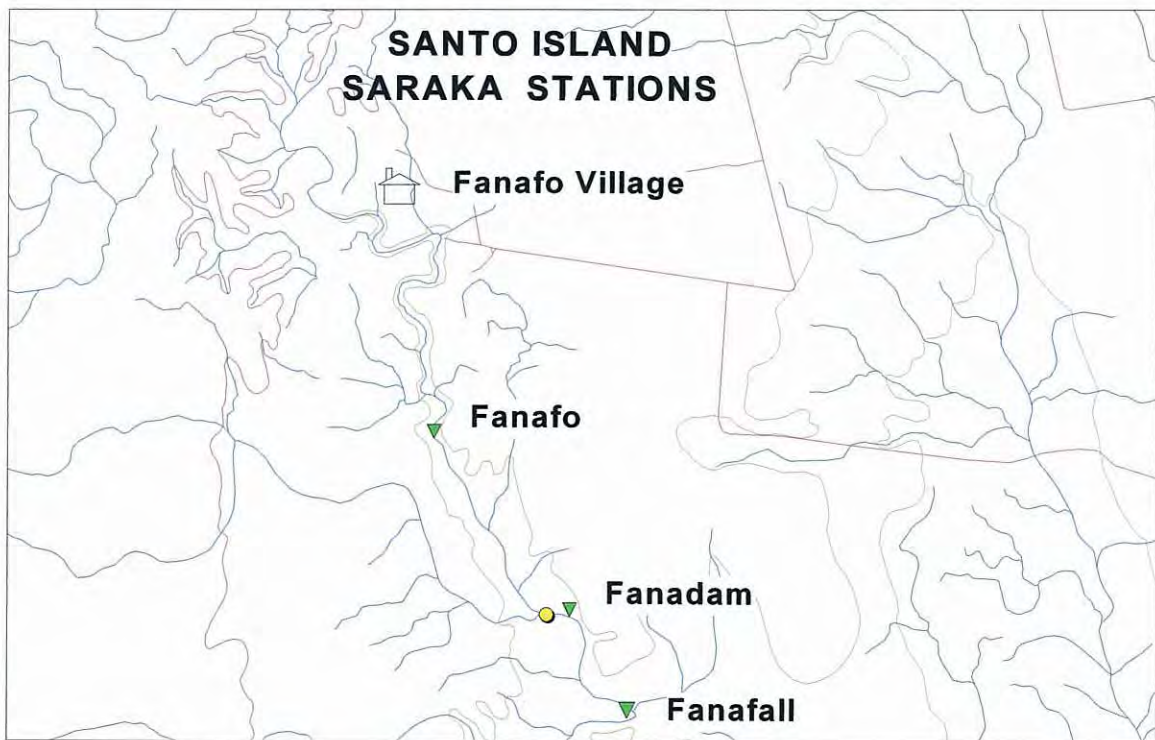 SANTO ISLAND
SARAKA STATIONS
Fanafo Village
Fanafo
Fanadam
Fanafall